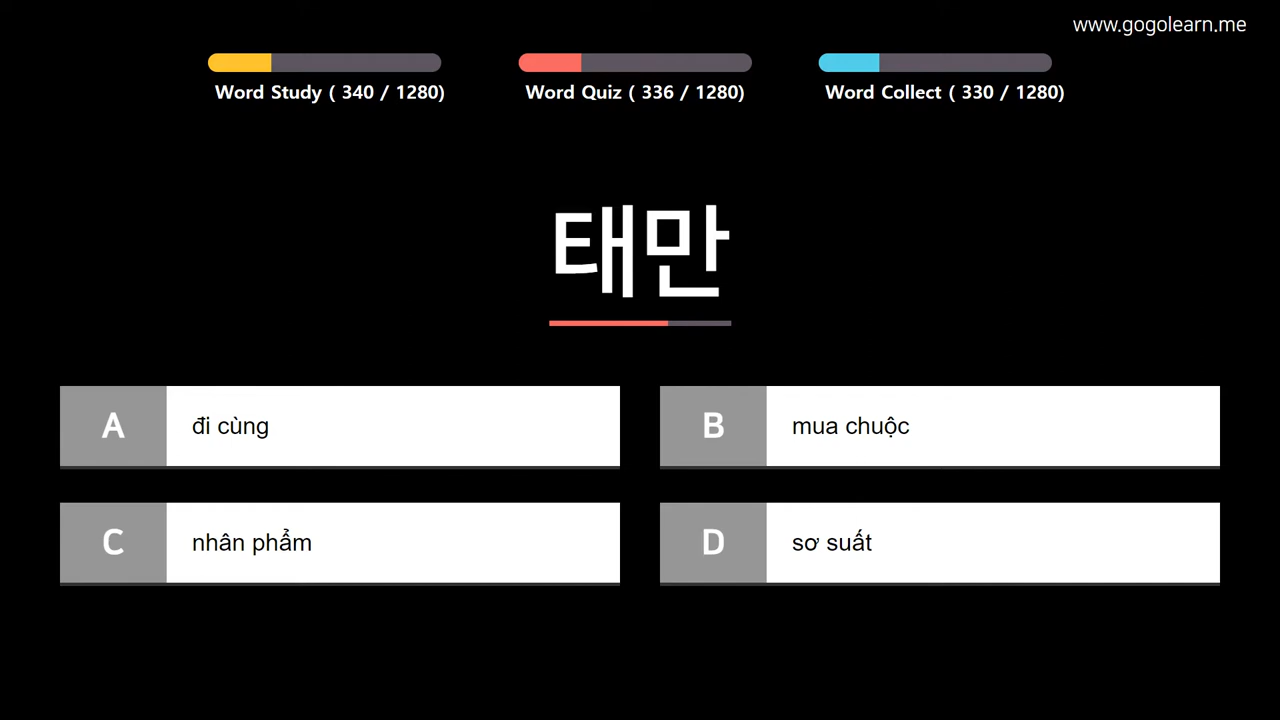 www.gogolearn.me
Word Study ( 340 / 1280)
Word Quiz ( 336 / 1280)
Word Collect ( 330 / 1280)
태만
A đi cùng
B mua chuộc
C nhân phẩm
D sơ suất